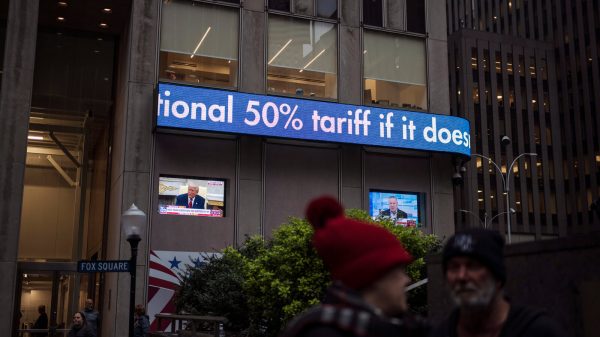 tional 50% tariff if it does
FOX SQUARE